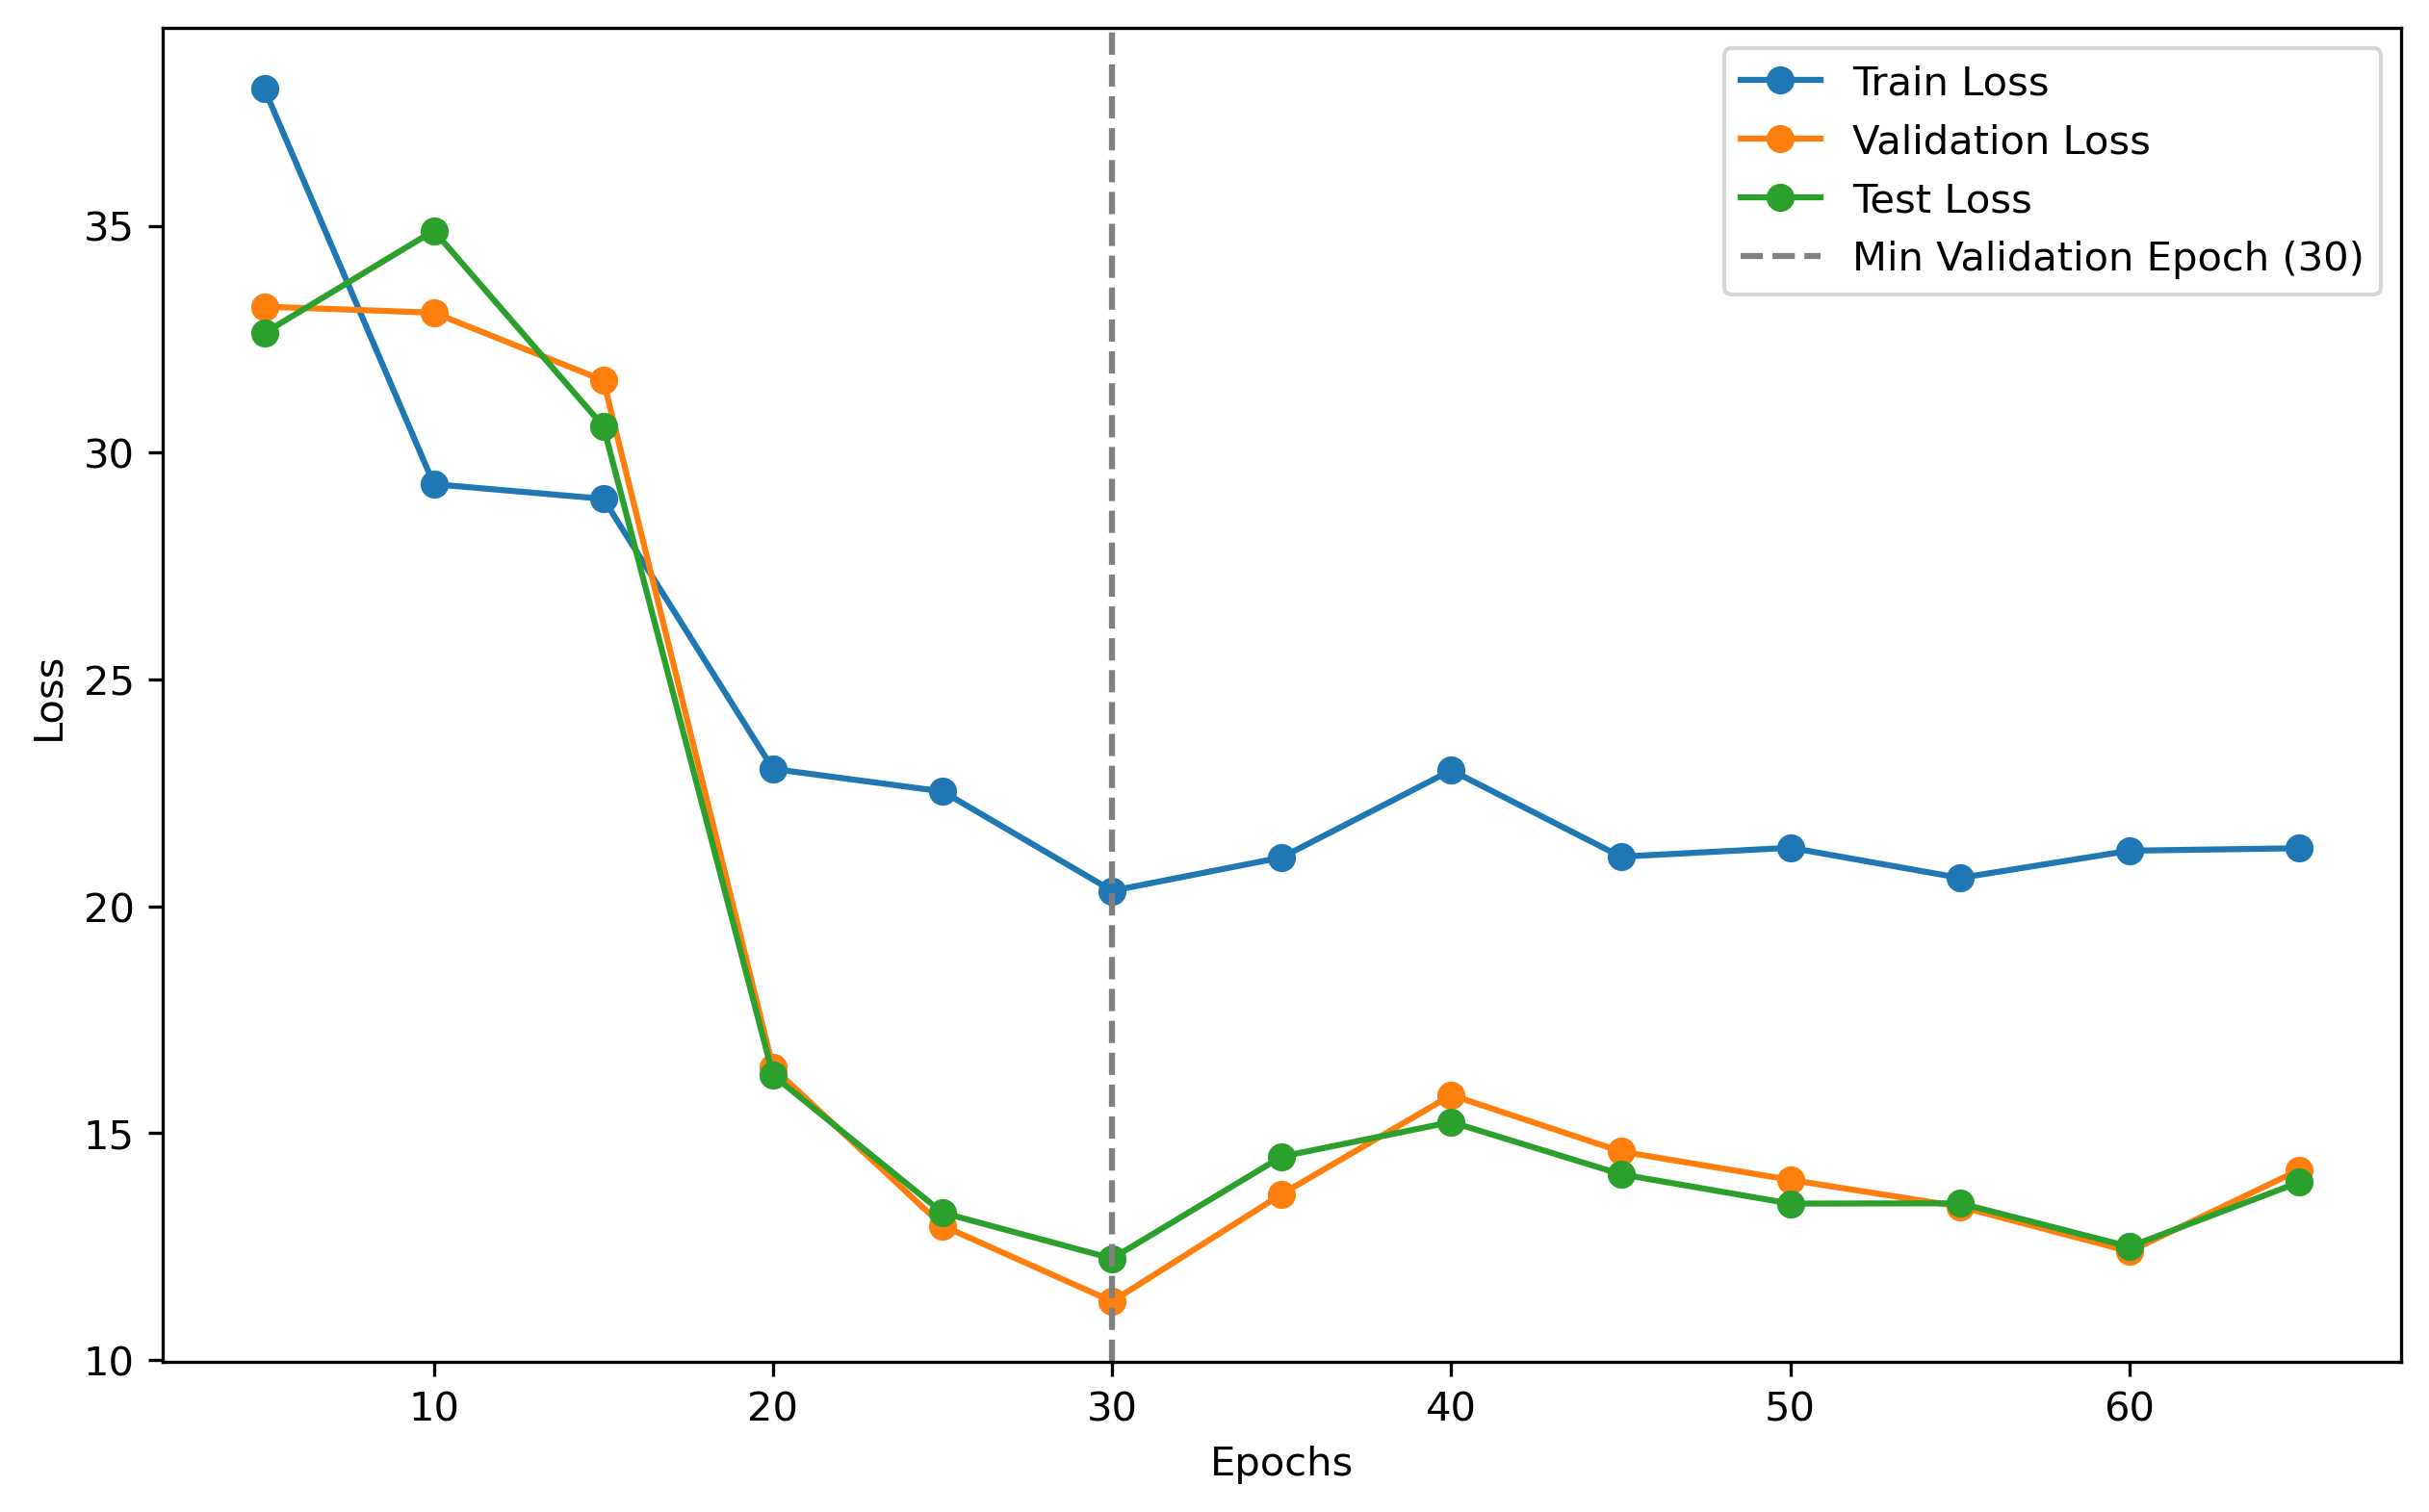 Train Loss
Validation Loss
Test Loss
Min Validation Epoch (30)
35
30
25
20
15
10
Loss
10 20 30 40 50 60
Epochs